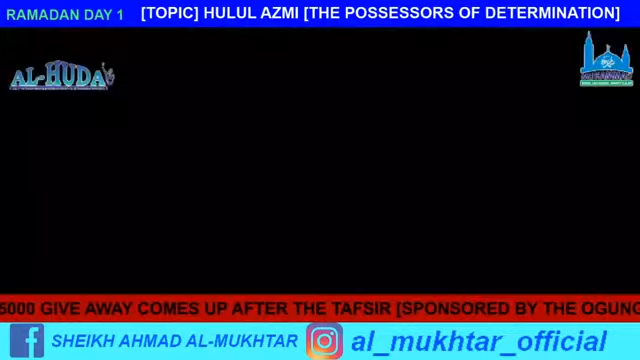 RAMADAN DAY 1
[TOPIC] HULUL AZMI [THE POSSESSORS OF DETERMINATION]
AL-HUDA
5000 GIVE AWAY COMES UP AFTER THE TAFSIR [SPONSORED BY THE OGUNG
SHEIKH AHMAD AL-MUKHTAR
al_mukhtar_official